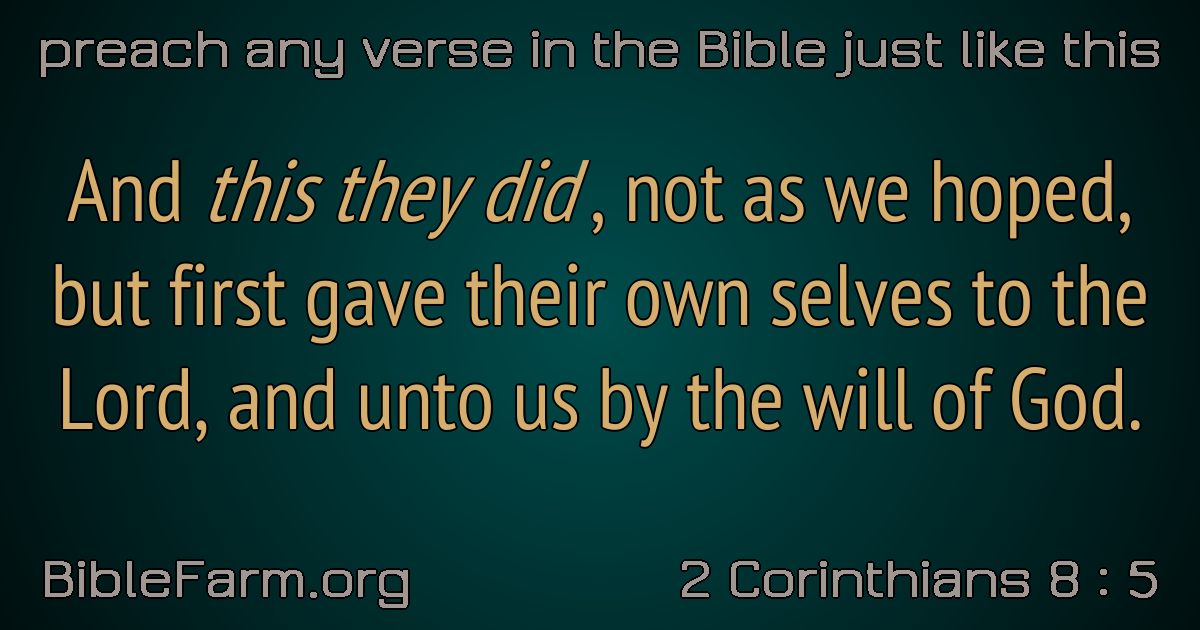 preach any verse in the Bible just like this
And this they did , not as we hoped,
but first gave their own selves to the
Lord, and unto us by the will of God.
BibleFarm.org
2 Corinthians 8 : 5